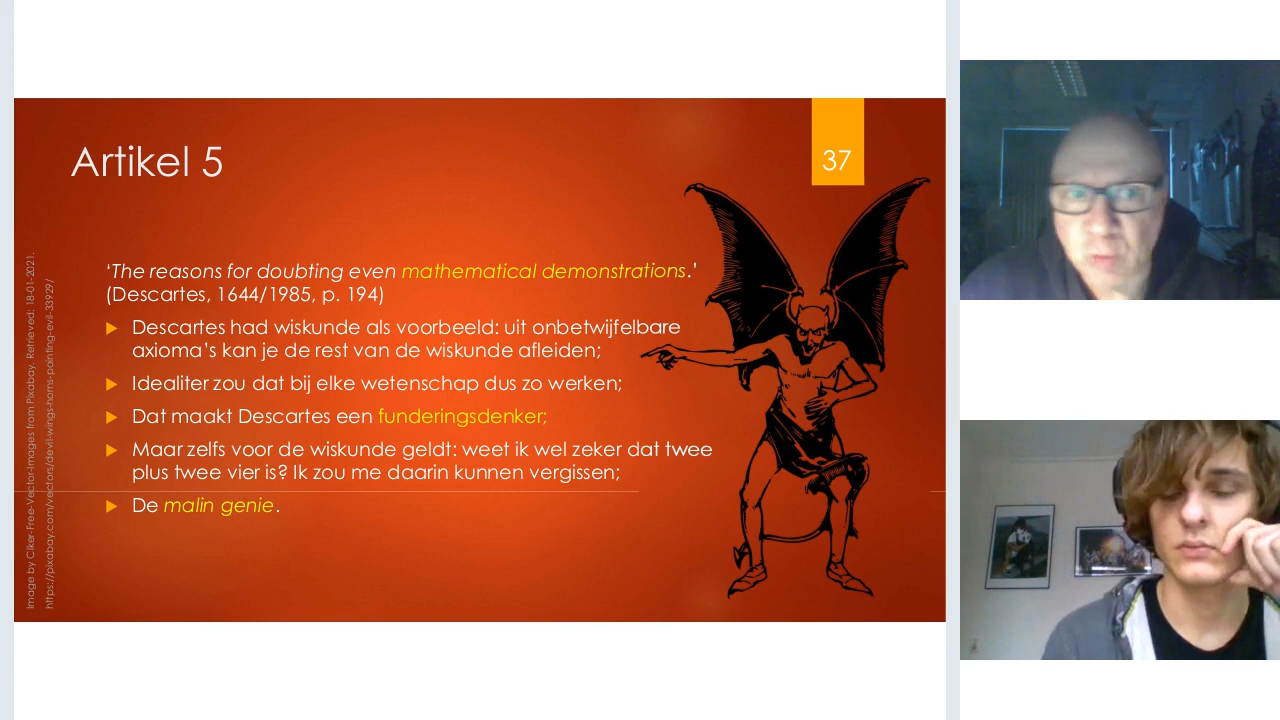 Artikel 5
37
‘The reasons for doubting even mathematical demonstrations.’
(Descartes, 1644/1985, p. 194)
Descartes had wiskunde als voorbeeld: uit onbetwijfelbare
axioma’s kan je de rest van de wiskunde afleiden;
Idealiter zou dat bij elke wetenschap dus zo werken;
Dat maakt Descartes een funderingsdenker;
Maar zelfs voor de wiskunde geldt: weet ik wel zeker dat twee
plus twee vier is? Ik zou me daarin kunnen vergissen;
De malin genie.
Image by Clker-Free-Vector-Images from Pixabay. Retrieved: 18-01-2021.
https://pixabay.com/vectors/devil-wings-horns-painting-evil-33929/